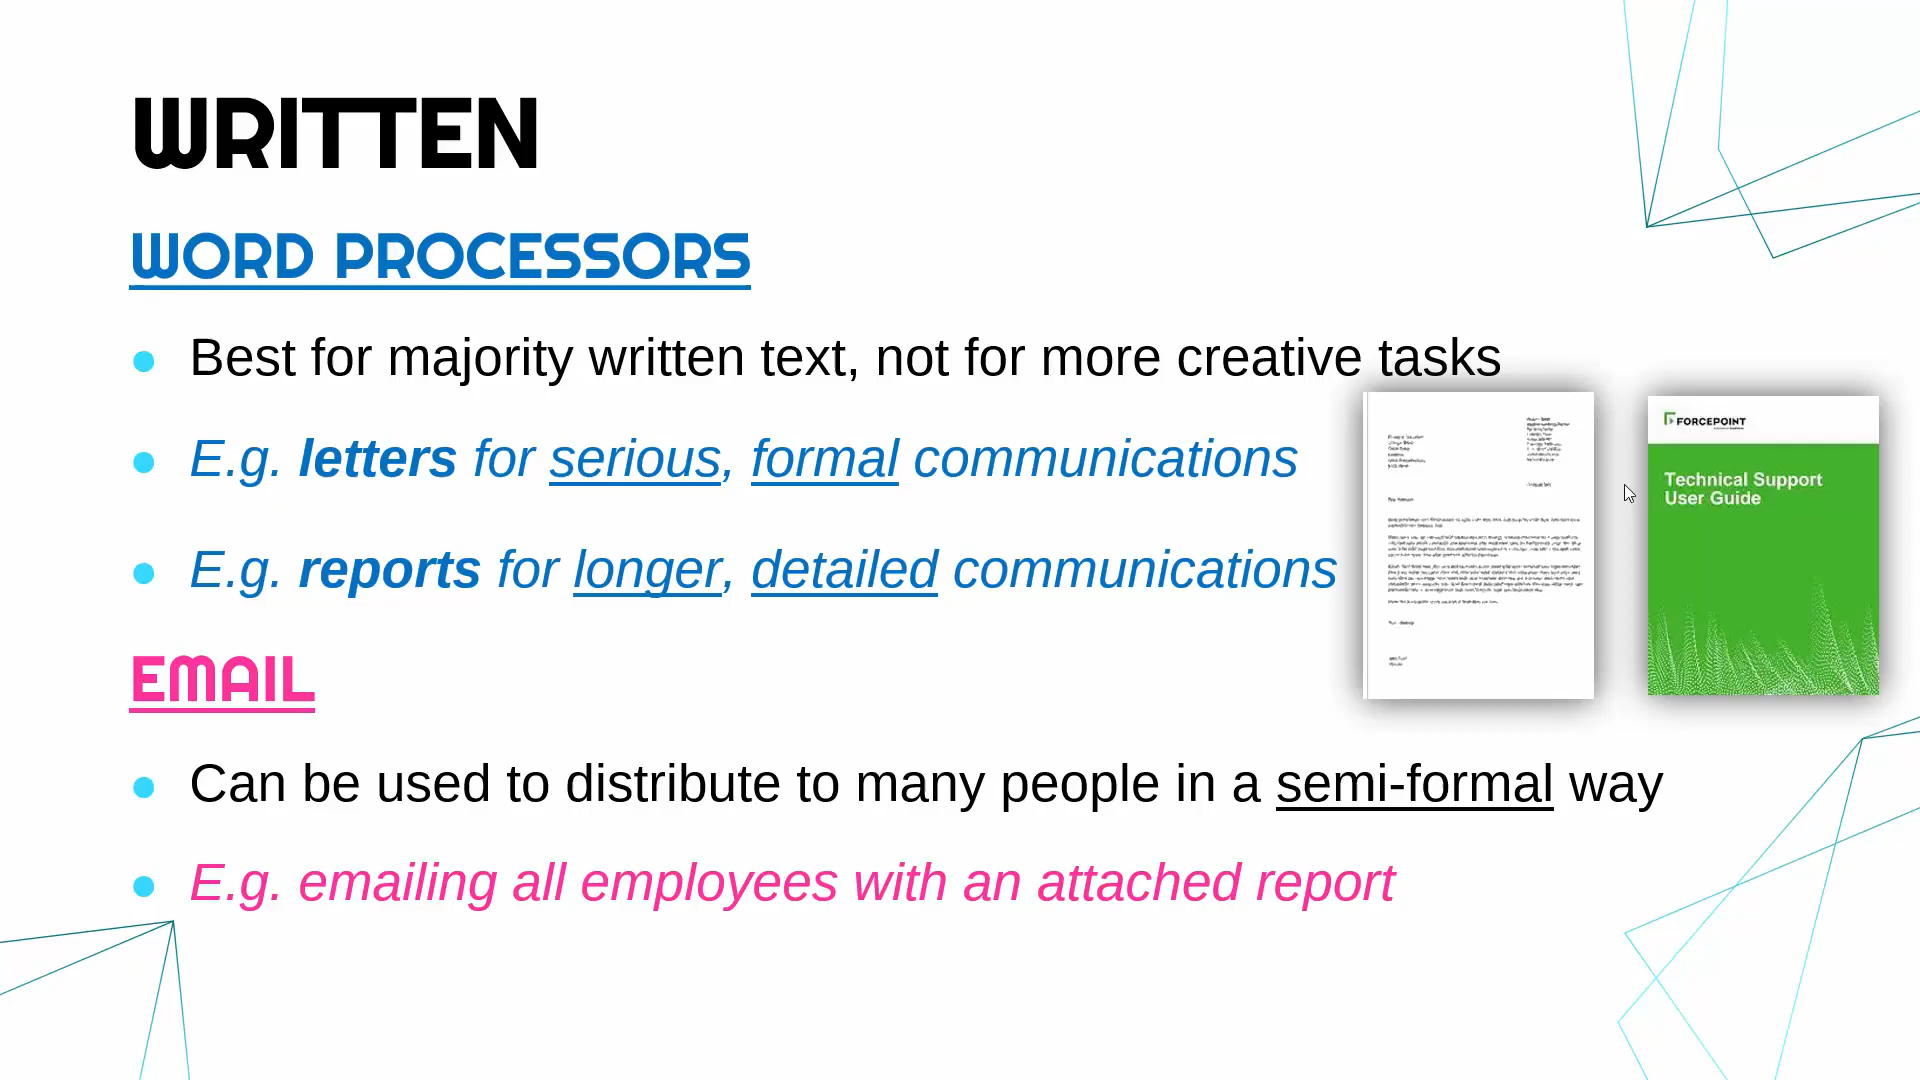 WRITTEN
WORD PROCESSORS
Best for majority written text, not for more creative tasks
E.g. letters for serious, formal communications
E.g. reports for longer, detailed communications
FORCEPOINT
Technical Support
User Guide
EMAIL
Can be used to distribute to many people in a semi-formal way
E.g. emailing all employees with an attached report